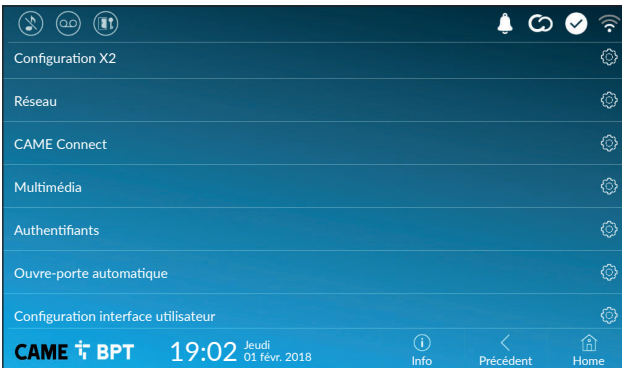 Configuration X2
Réseau
CAME Connect
Multimédia
Authentifiants
Ouvre-porte automatique
Configuration interface utilisateur
CAME BPT 19:02 Jeudi
01 févr. 2018
Info Précédent Home